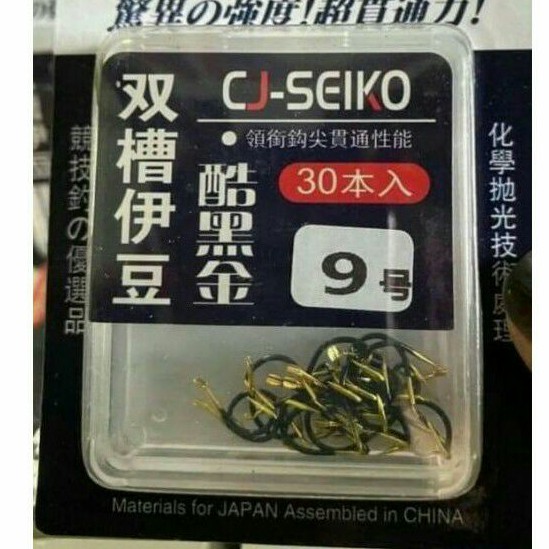 驚異の強度!超貫通力!
CJ-SEIKO
双槽伊豆
●領銜鈎尖貫通性能
酷黑金
30本入
9号
競技釣の優選品
化學抛光技術處理
Materials for JAPAN Assembled in CHINA